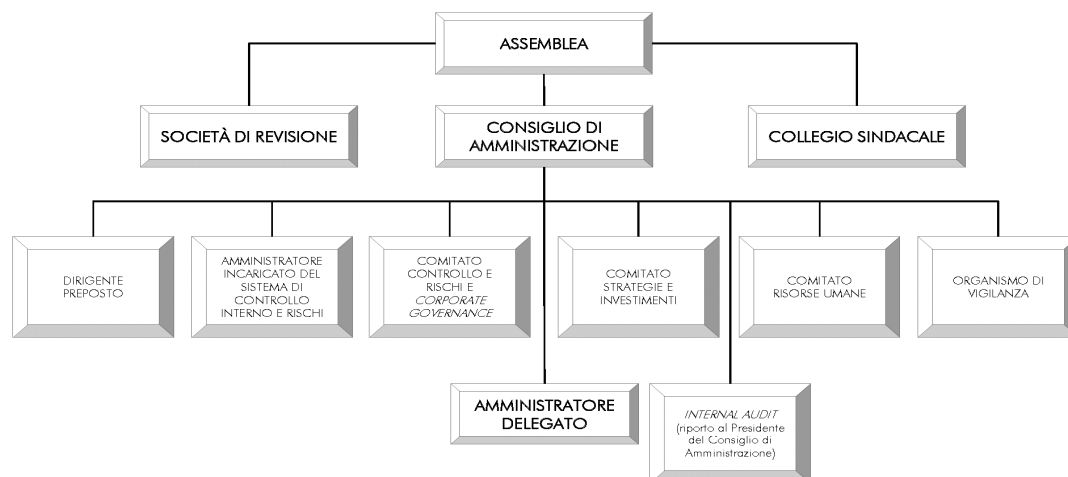 ASSEMBLEA
SOCIETÀ DI REVISIONE
CONSIGLIO DI
AMMINISTRAZIONE
COLLEGIO SINDACALE
DIRIGENTE
PREPOSTO
AMMINISTRATORE
INCARICATO DEL
SISTEMA DI
CONTROLLO
INTERNO E RISCHI
COMITATO
CONTROLLO E
RISCHI E CORPORATE
GOVERNANCE
COMITATO
STRATEGIE E
INVESTIMENTI
COMITATO
RISORSE UMANE
ORGANISMO DI
VIGILANZA
AMMINISTRATORE
DELEGATO
INTERNAL AUDIT
(riporto al Presidente
del Consiglio di
Amministrazione)